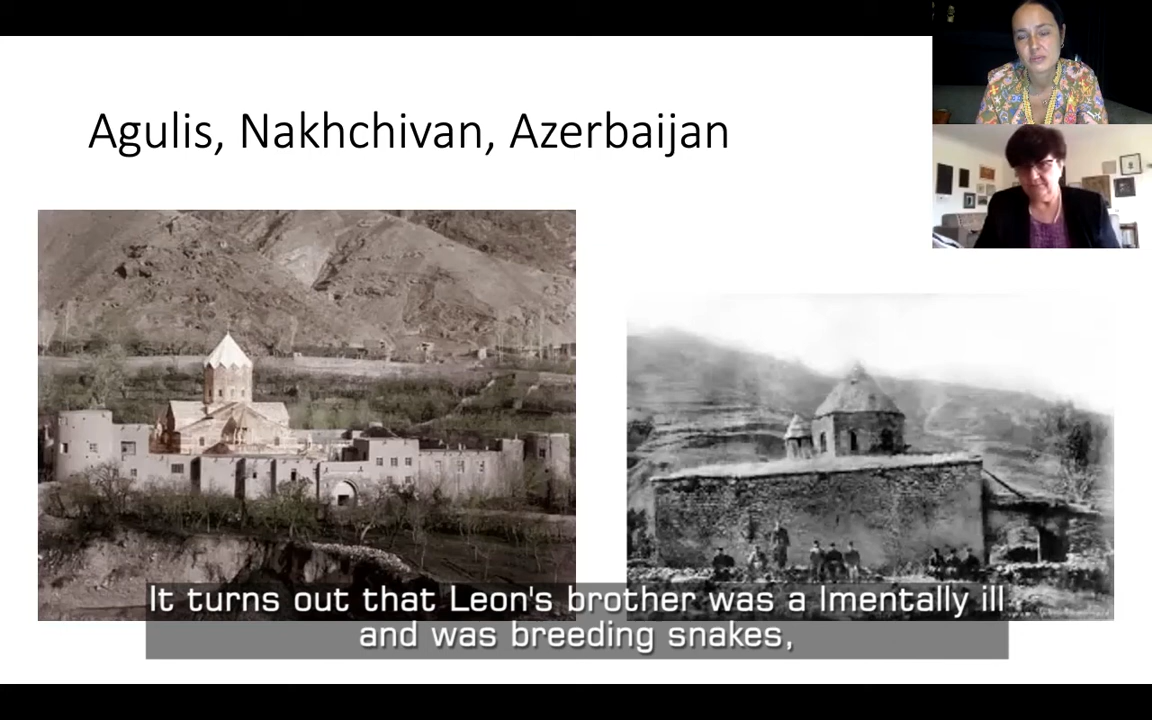 Agulis, Nakhchivan, Azerbaijan
It turns out that Leon's brother was a lmentally ill
and was breeding snakes,